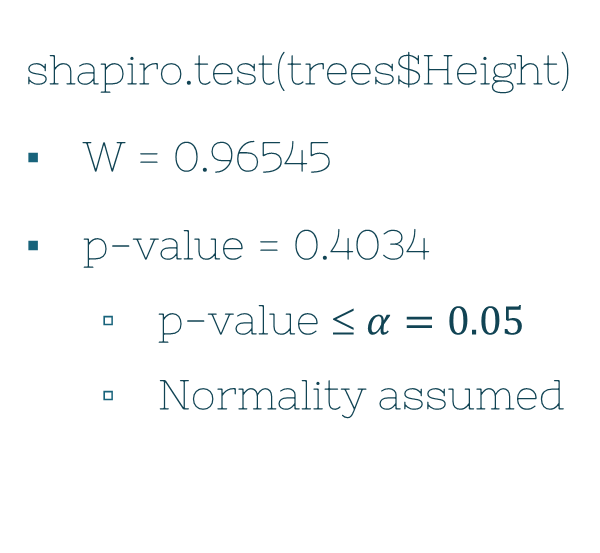 shapiro.test(trees$Height)
▪ W = 0.96545
▪ p-value = 0.4034
▫ p-value ≤ 𝜶 = 0.05
▫ Normality assumed